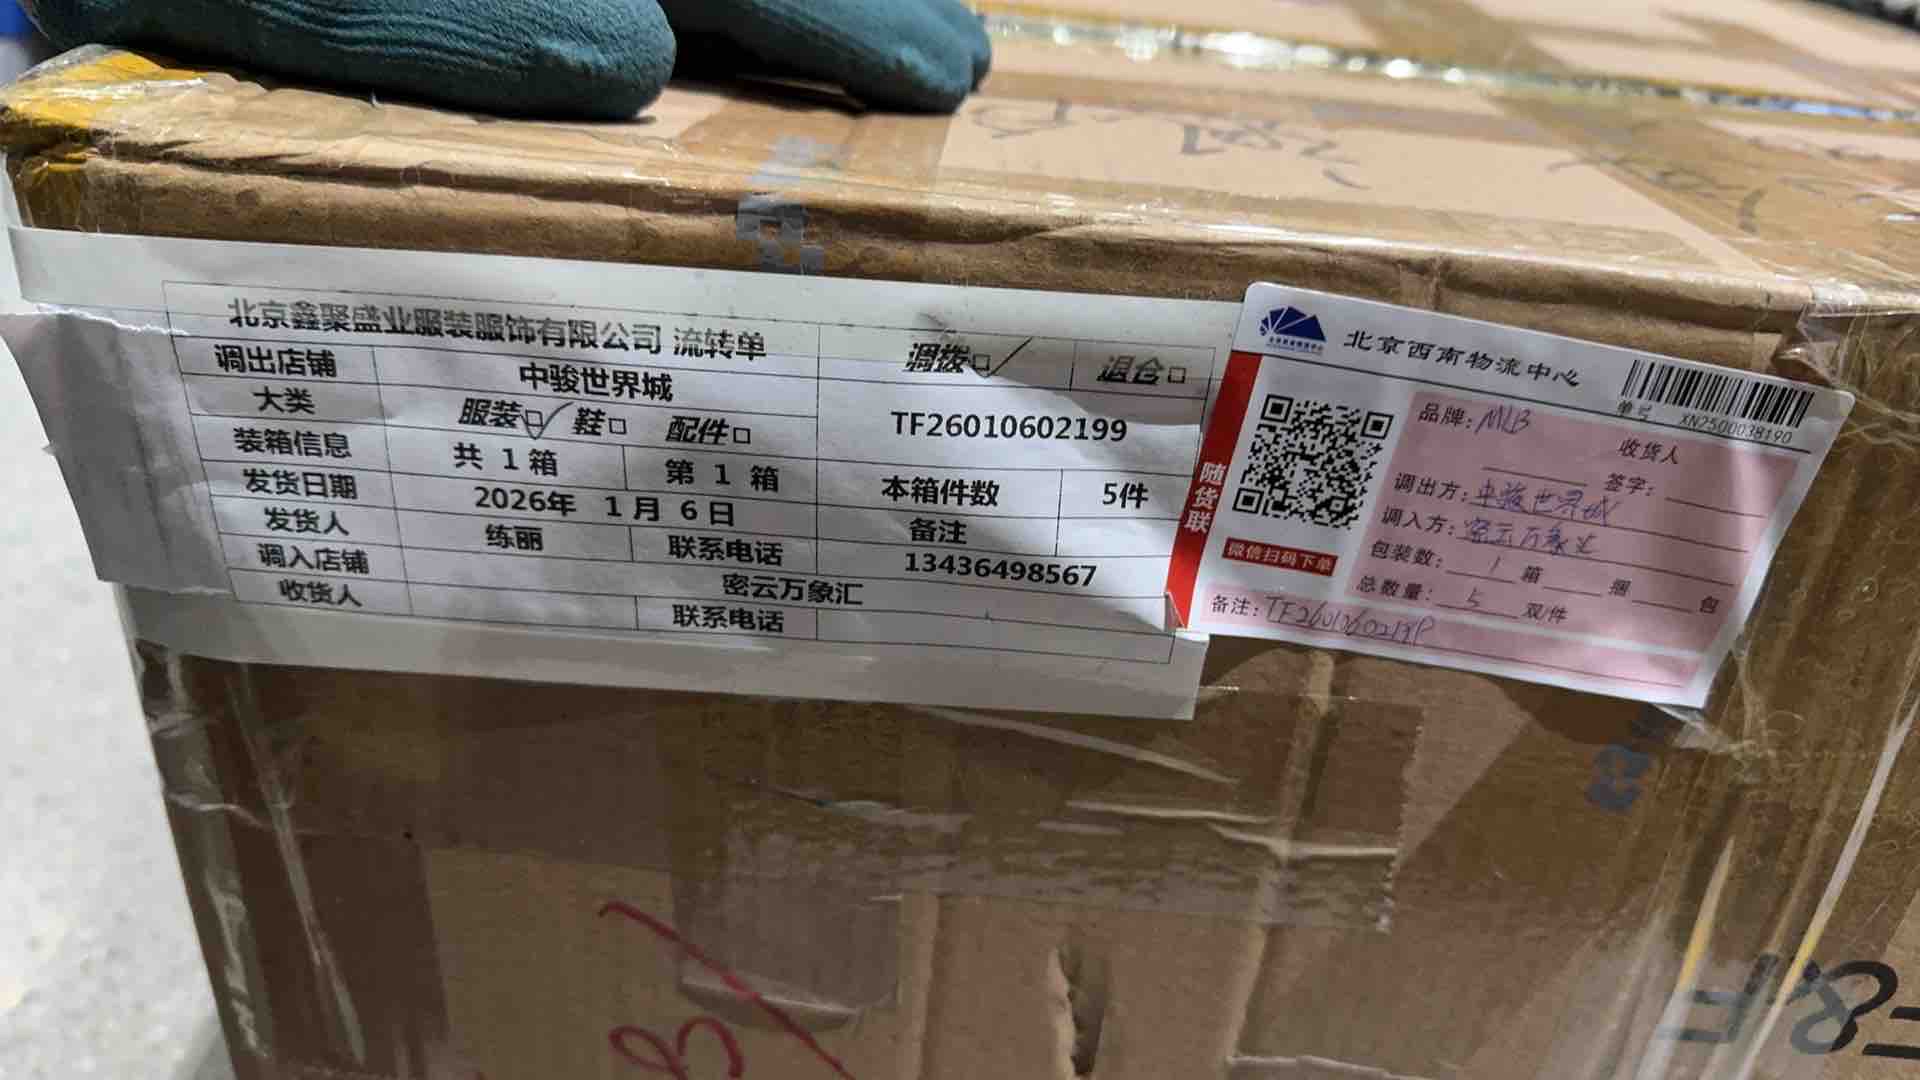 北京鑫聚盛业服装服饰有限公司 流转单
调拨□✓ 退仓□
调出店铺 中骏世界城
大类 服装□✓ 鞋□ 配件□
TF26010602199
装箱信息 共 1 箱 第 1 箱
本箱件数 5件
发货日期 2026年 1月 6日
备注
发货人 练丽 联系电话 13436498567
调入店铺 密云万象汇
收货人 联系电话
北京西南物流中心
单号 XN2500038190
随货联
微信扫码下单
品牌: MLB
收货人
签字:
调出方: 中骏世界城
调入方: 密云万象汇
包装数: 1 箱 捆 包
总数量: 5 双/件
备注: TF26010602199